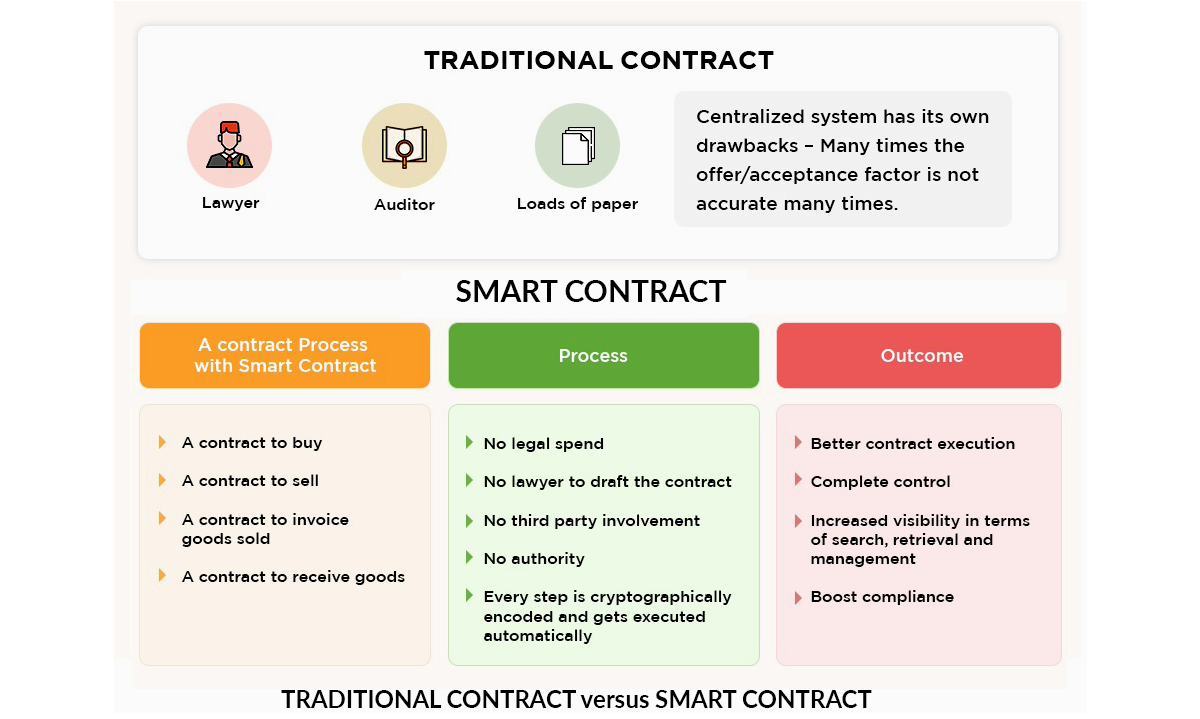 TRADITIONAL CONTRACT
Lawyer
Auditor
Loads of paper
Centralized system has its own
drawbacks – Many times the
offer/acceptance factor is not
accurate many times.
SMART CONTRACT
A contract Process
with Smart Contract
A contract to buy
A contract to sell
A contract to invoice
goods sold
A contract to receive goods
Process
No legal spend
No lawyer to draft the contract
No third party involvement
No authority
Every step is cryptographically
encoded and gets executed
automatically
Outcome
Better contract execution
Complete control
Increased visibility in terms
of search, retrieval and
management
Boost compliance
TRADITIONAL CONTRACT versus SMART CONTRACT